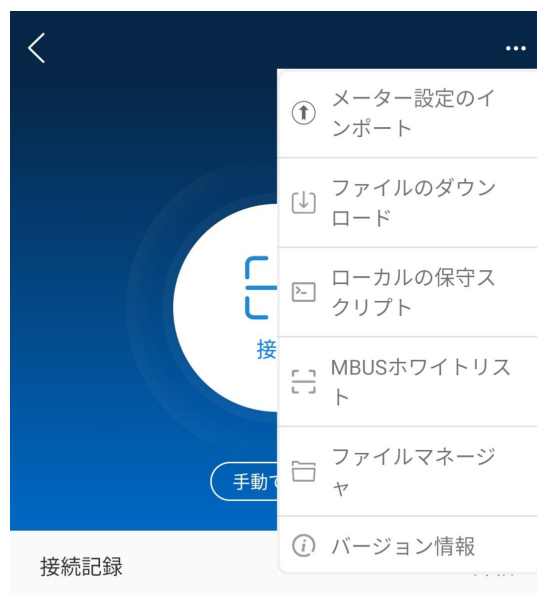 メーター設定のイ
ンポート
ファイルのダウン
ロード
ローカルの保守ス
クリプト
接
MBUSホワイトリス
ト
手動で
ファイルマネージ
ャ
バージョン情報
接続記録